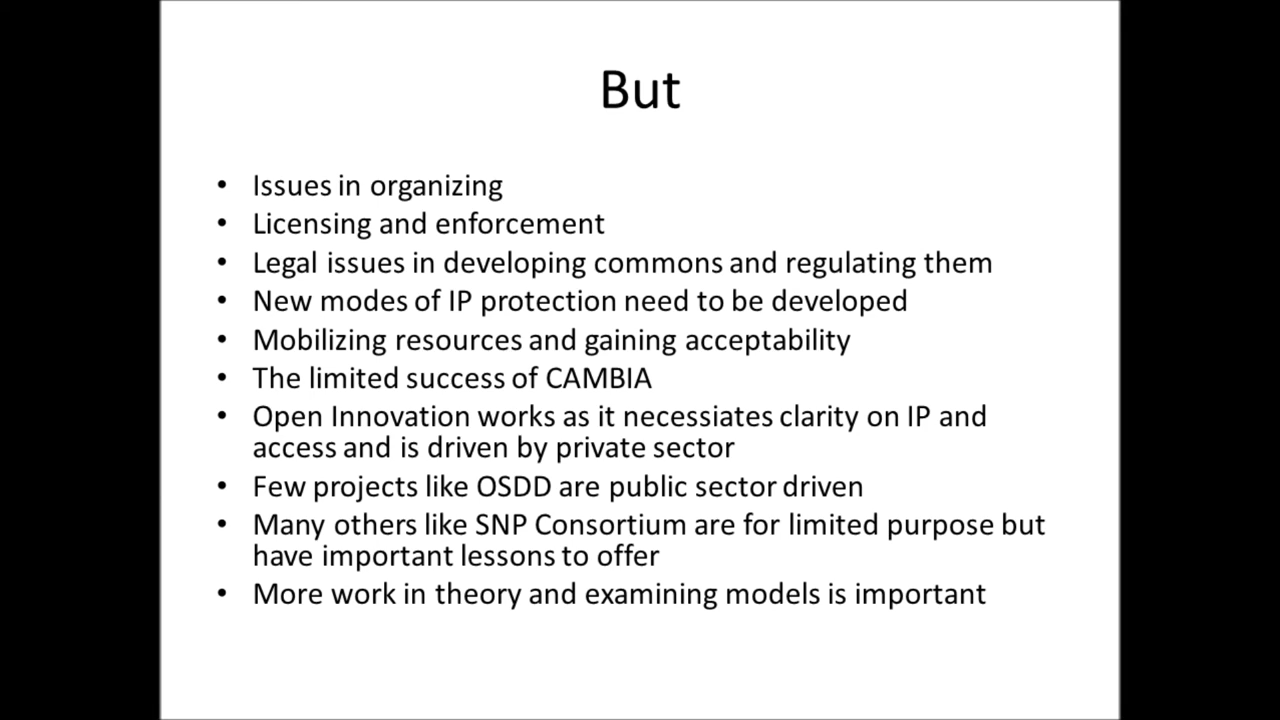 But
• Issues in organizing
• Licensing and enforcement
• Legal issues in developing commons and regulating them
• New modes of IP protection need to be developed
• Mobilizing resources and gaining acceptability
• The limited success of CAMBIA
• Open Innovation works as it necessiates clarity on IP and
access and is driven by private sector
• Few projects like OSDD are public sector driven
• Many others like SNP Consortium are for limited purpose but
have important lessons to offer
• More work in theory and examining models is important